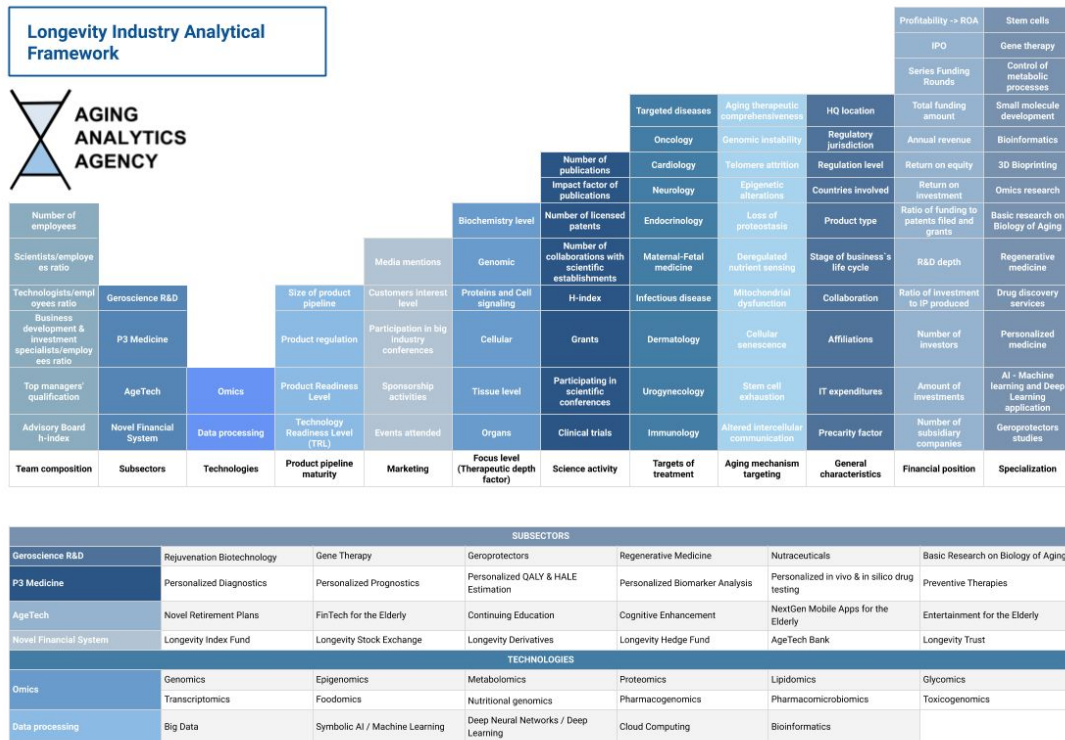 Longevity Industry Analytical
Framework
AGING
ANALYTICS
AGENCY
Profitability -> ROA
Stem cells
IPO
Gene therapy
Series Funding
Rounds
Control of
metabolic
processes
Targeted diseases
Aging therapeutic
comprehensiveness
HQ location
Total funding
amount
Small molecule
development
Oncology
Genomic instability
Regulatory
jurisdiction
Annual revenue
Bioinformatics
Number of
publications
Cardiology
Telomere attrition
Regulation level
Return on equity
3D Bioprinting
Impact factor of
publications
Neurology
Epigenetic
alterations
Countries involved
Return on
investment
Omics research
Number of
employees
Biochemistry level
Number of licensed
patents
Endocrinology
Loss of
proteostasis
Product type
Ratio of funding to
patents filed and
grants
Basic research on
Biology of Aging
Scientists/employe
es ratio
Media mentions
Genomic
Number of
collaborations with
scientific
establishments
Maternal-Fetal
medicine
Deregulated
nutrient sensing
Stage of business`s
life cycle
R&D depth
Regenerative
medicine
Technologists/empl
oyees ratio
Geroscience R&D
Size of product
pipeline
Customers interest
level
Proteins and Cell
signaling
H-index
Infectious disease
Mitochondrial
dysfunction
Collaboration
Ratio of investment
to IP produced
Drug discovery
services
Business
development &
investment
specialists/employ
ees ratio
P3 Medicine
Product regulation
Participation in big
industry
conferences
Cellular
Grants
Dermatology
Cellular
senescence
Affiliations
Number of
investors
Personalized
medicine
Top managers'
qualification
AgeTech
Omics
Product Readiness
Level
Sponsorship
activities
Tissue level
Participating in
scientific
conferences
Urogynecology
Stem cell
exhaustion
IT expenditures
Amount of
investments
AI - Machine
learning and Deep
Learning
application
Advisory Board
h-index
Novel Financial
System
Data processing
Technology
Readiness Level
(TRL)
Events attended
Organs
Clinical trials
Immunology
Altered intercellular
communication
Precarity factor
Number of
subsidiary
companies
Geroprotectors
studies
Team composition
Subsectors
Technologies
Product pipeline
maturity
Marketing
Focus level
(Therapeutic depth
factor)
Science activity
Targets of
treatment
Aging mechanism
targeting
General
characteristics
Financial position
Specialization
SUBSECTORS
Geroscience R&D
Rejuvenation Biotechnology
Gene Therapy
Geroprotectors
Regenerative Medicine
Nutraceuticals
Basic Research on Biology of Aging
P3 Medicine
Personalized Diagnostics
Personalized Prognostics
Personalized QALY & HALE
Estimation
Personalized Biomarker Analysis
Personalized in vivo & in silico drug
testing
Preventive Therapies
AgeTech
Novel Retirement Plans
FinTech for the Elderly
Continuing Education
Cognitive Enhancement
NextGen Mobile Apps for the
Elderly
Entertainment for the Elderly
Novel Financial System
Longevity Index Fund
Longevity Stock Exchange
Longevity Derivatives
Longevity Hedge Fund
AgeTech Bank
Longevity Trust
TECHNOLOGIES
Omics
Genomics
Epigenomics
Metabolomics
Proteomics
Lipidomics
Glycomics
Transcriptomics
Foodomics
Nutritional genomics
Pharmacogenomics
Pharmacomicrobiomics
Toxicogenomics
Data processing
Big Data
Symbolic AI / Machine Learning
Deep Neural Networks / Deep
Learning
Cloud Computing
Bioinformatics